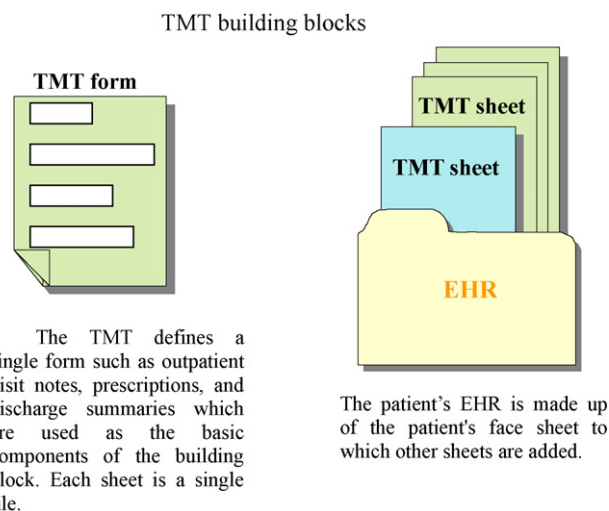 TMT building blocks
TMT form
TMT sheet
TMT sheet
EHR
The TMT defines a
ingle form such as outpatient
isit notes, prescriptions, and
ischarge summaries which
re used as the basic
omponents of the building
lock. Each sheet is a single
ile.
The patient's EHR is made up
of the patient's face sheet to
which other sheets are added.